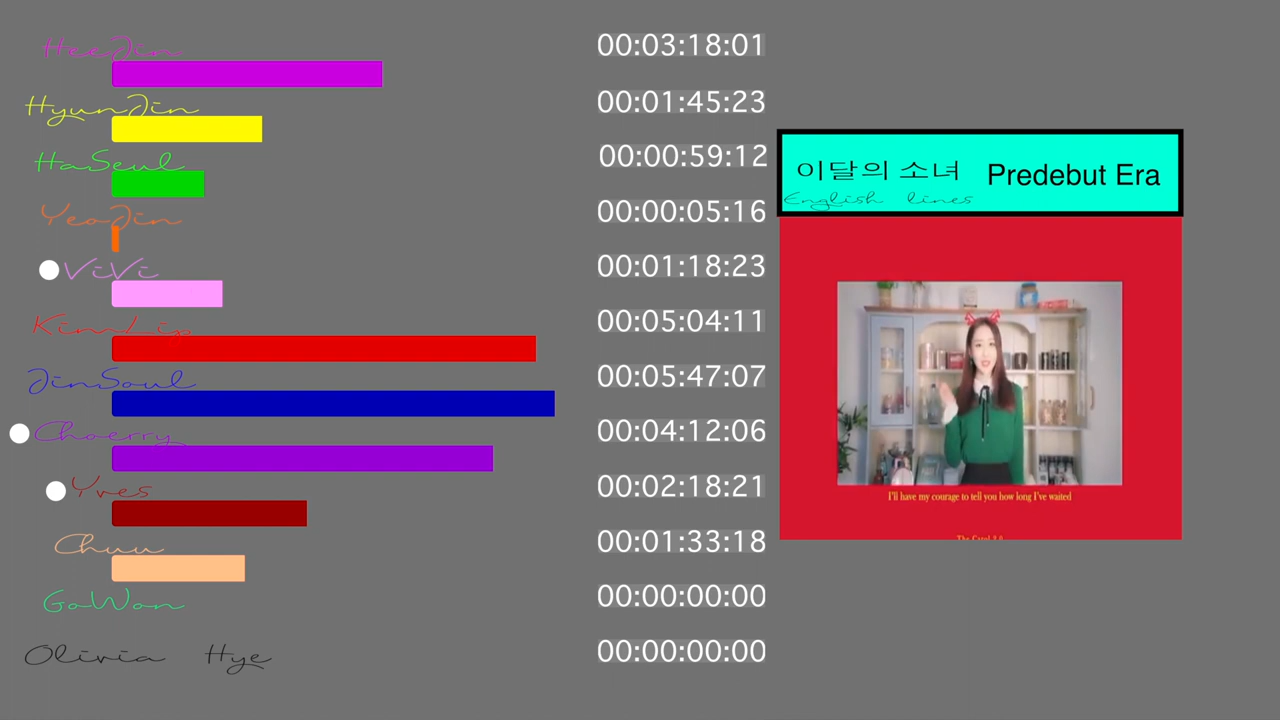 HeeJin 00:03:18:01
HyunJin 00:01:45:23
HaSeul 00:00:59:12
YeoJin 00:00:05:16
ViVi 00:01:18:23
KimLip 00:05:04:11
JinSoul 00:05:47:07
Choerry 00:04:12:06
Yves 00:02:18:21
Chuu 00:01:33:18
GoWon 00:00:00:00
Olivia Hye 00:00:00:00
이달의 소녀 Predebut Era
English lines
I'll have my courage to tell you how long I've waited
The Carol 2.0